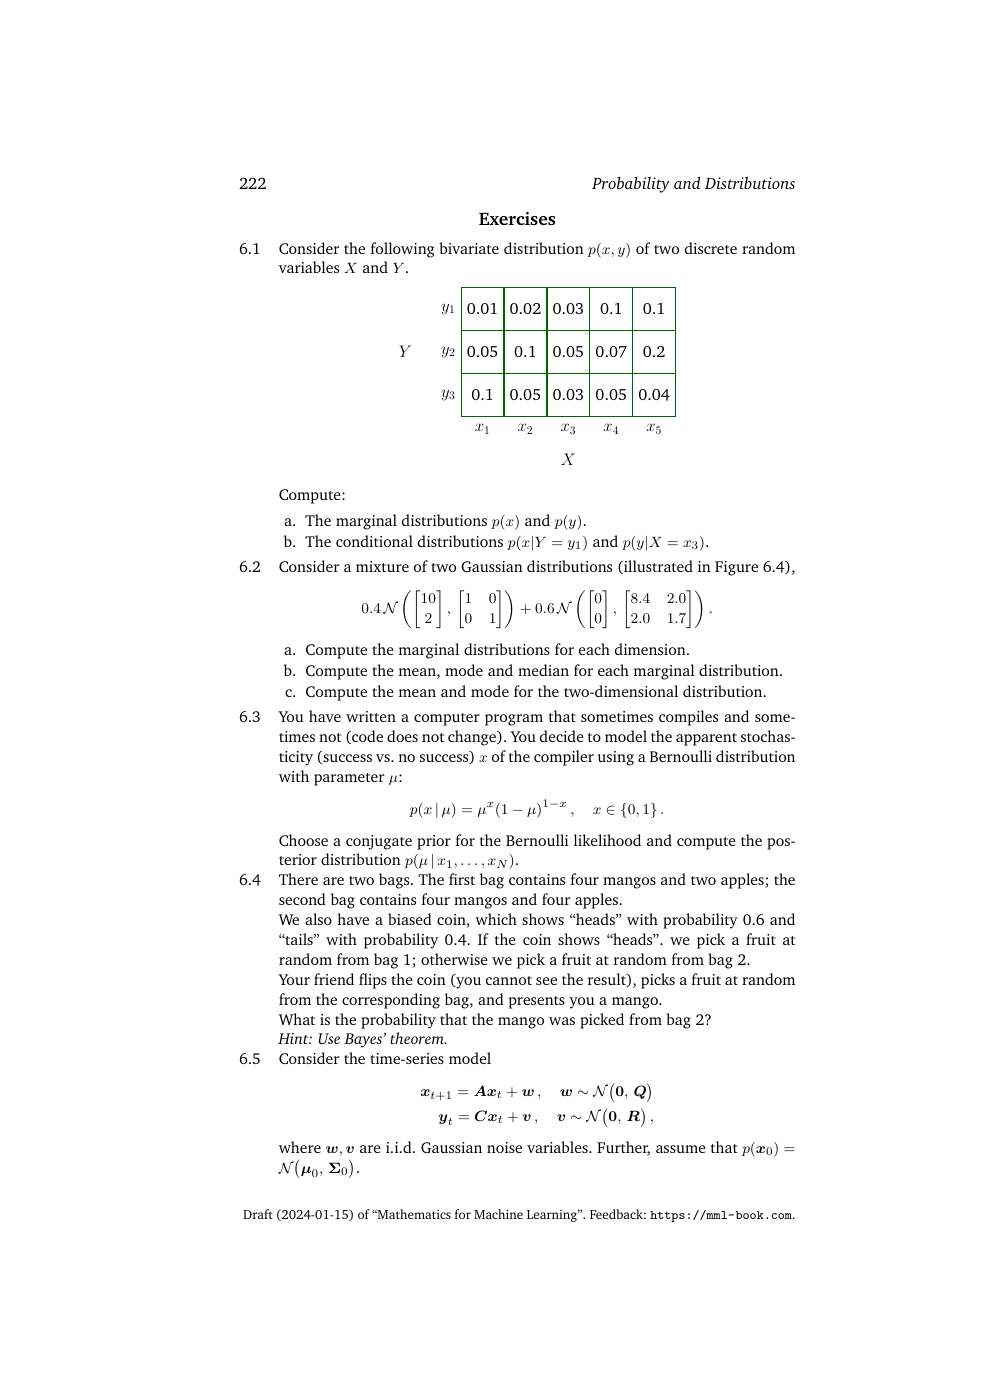 222 Probability and Distributions
Exercises
6.1 Consider the following bivariate distribution p(x, y) of two discrete random
variables X and Y.
y1 0.01 0.02 0.03 0.1 0.1
Y y2 0.05 0.1 0.05 0.07 0.2
y3 0.1 0.05 0.03 0.05 0.04
x1 x2 x3 x4 x5
X
Compute:
a. The marginal distributions p(x) and p(y).
b. The conditional distributions p(x|Y = y1) and p(y|X = x3).
6.2 Consider a mixture of two Gaussian distributions (illustrated in Figure 6.4),
0.4 𝒩([10 2], [1 0 0 1]) + 0.6 𝒩([0 0], [8.4 2.0 2.0 1.7]).
a. Compute the marginal distributions for each dimension.
b. Compute the mean, mode and median for each marginal distribution.
c. Compute the mean and mode for the two-dimensional distribution.
6.3 You have written a computer program that sometimes compiles and some-
times not (code does not change). You decide to model the apparent stochas-
ticity (success vs. no success) x of the compiler using a Bernoulli distribution
with parameter μ:
p(x | μ) = μ^x(1 − μ)^{1−x}, x ∈ {0, 1}.
Choose a conjugate prior for the Bernoulli likelihood and compute the pos-
terior distribution p(μ | x1, . . . , xN).
6.4 There are two bags. The first bag contains four mangos and two apples; the
second bag contains four mangos and four apples.
We also have a biased coin, which shows “heads” with probability 0.6 and
“tails” with probability 0.4. If the coin shows “heads”. we pick a fruit at
random from bag 1; otherwise we pick a fruit at random from bag 2.
Your friend flips the coin (you cannot see the result), picks a fruit at random
from the corresponding bag, and presents you a mango.
What is the probability that the mango was picked from bag 2?
Hint: Use Bayes’ theorem.
6.5 Consider the time-series model
x_{t+1} = Ax_t + w, w ∼ 𝒩(0, Q)
y_t = Cx_t + v, v ∼ 𝒩(0, R),
where w, v are i.i.d. Gaussian noise variables. Further, assume that p(x0) =
𝒩(μ0, Σ0).
Draft (2024-01-15) of “Mathematics for Machine Learning”. Feedback: https://mml-book.com.